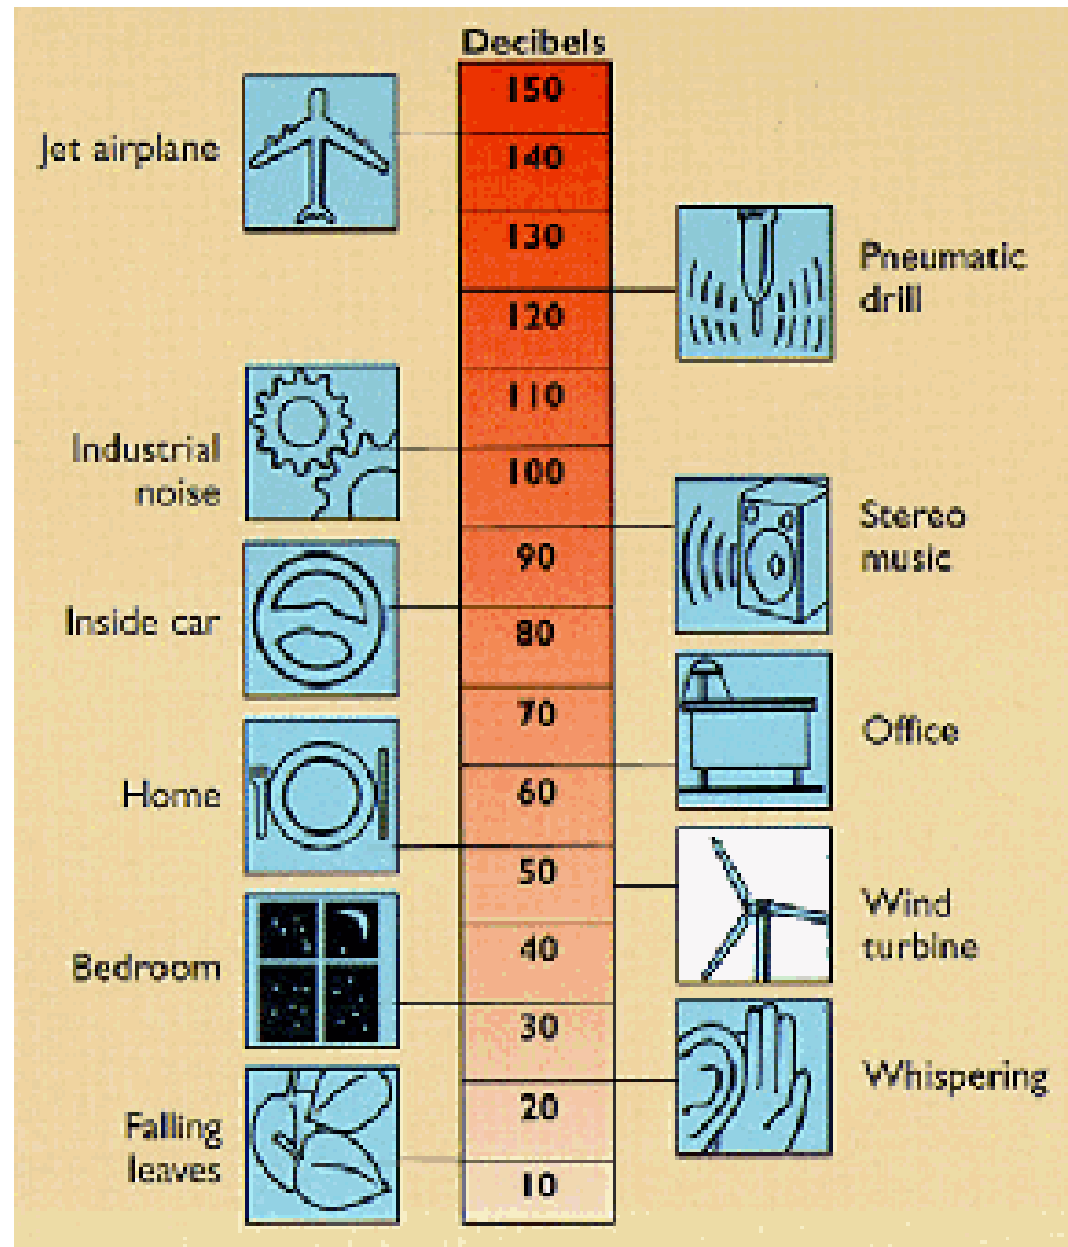 Decibels
150
Jet airplane
140
130
Pneumatic
drill
120
110
Industrial
noise
100
Stereo
music
90
Inside car
80
70
Office
Home
60
50
Wind
turbine
40
Bedroom
30
Whispering
20
Falling
leaves
10